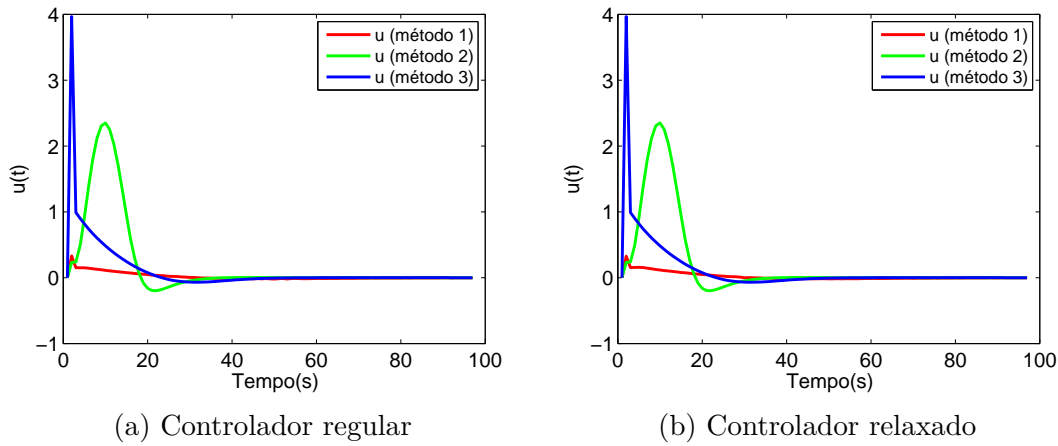 4
3
2
1
0
−1
u(t)
0
20
40
60
80
100
Tempo(s)
u (método 1)
u (método 2)
u (método 3)
(a) Controlador regular
4
3
2
1
0
−1
u(t)
0
20
40
60
80
100
Tempo(s)
u (método 1)
u (método 2)
u (método 3)
(b) Controlador relaxado